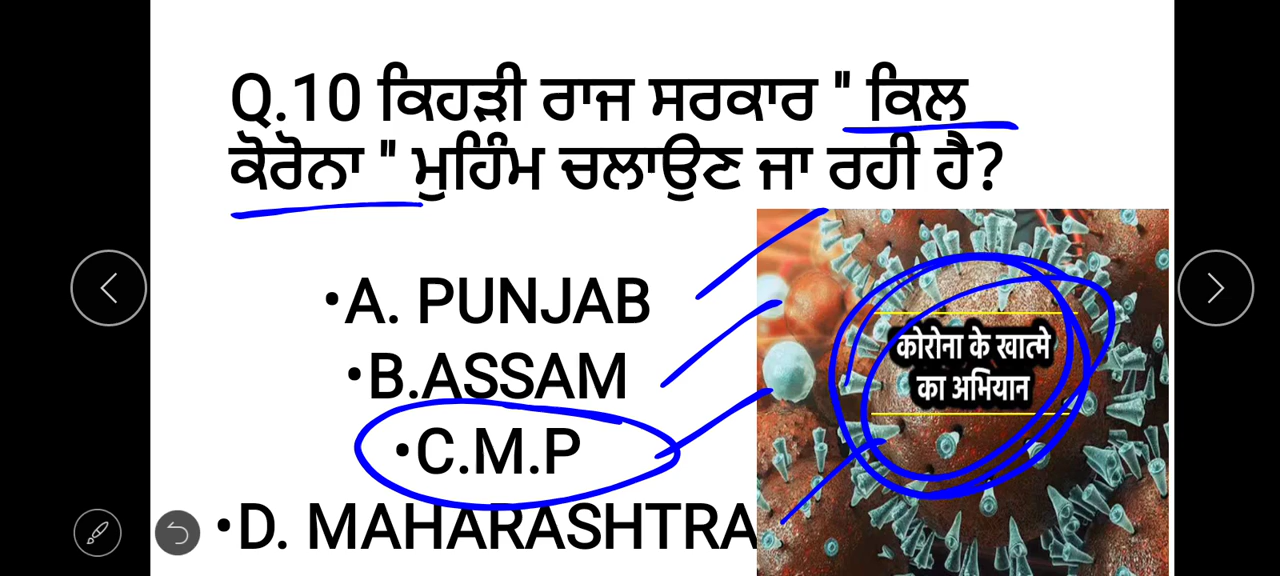 Q.10 ਕਿਹੜੀ ਰਾਜ ਸਰਕਾਰ " ਕਿਲ
ਕੋਰੋਨਾ " ਮੁਹਿੰਮ ਚਲਾਉਣ ਜਾ ਰਹੀ ਹੈ?
•A. PUNJAB
•B.ASSAM
•C.M.P
•D. MAHARASHTRA
कोरोना के खात्मे
का अभियान